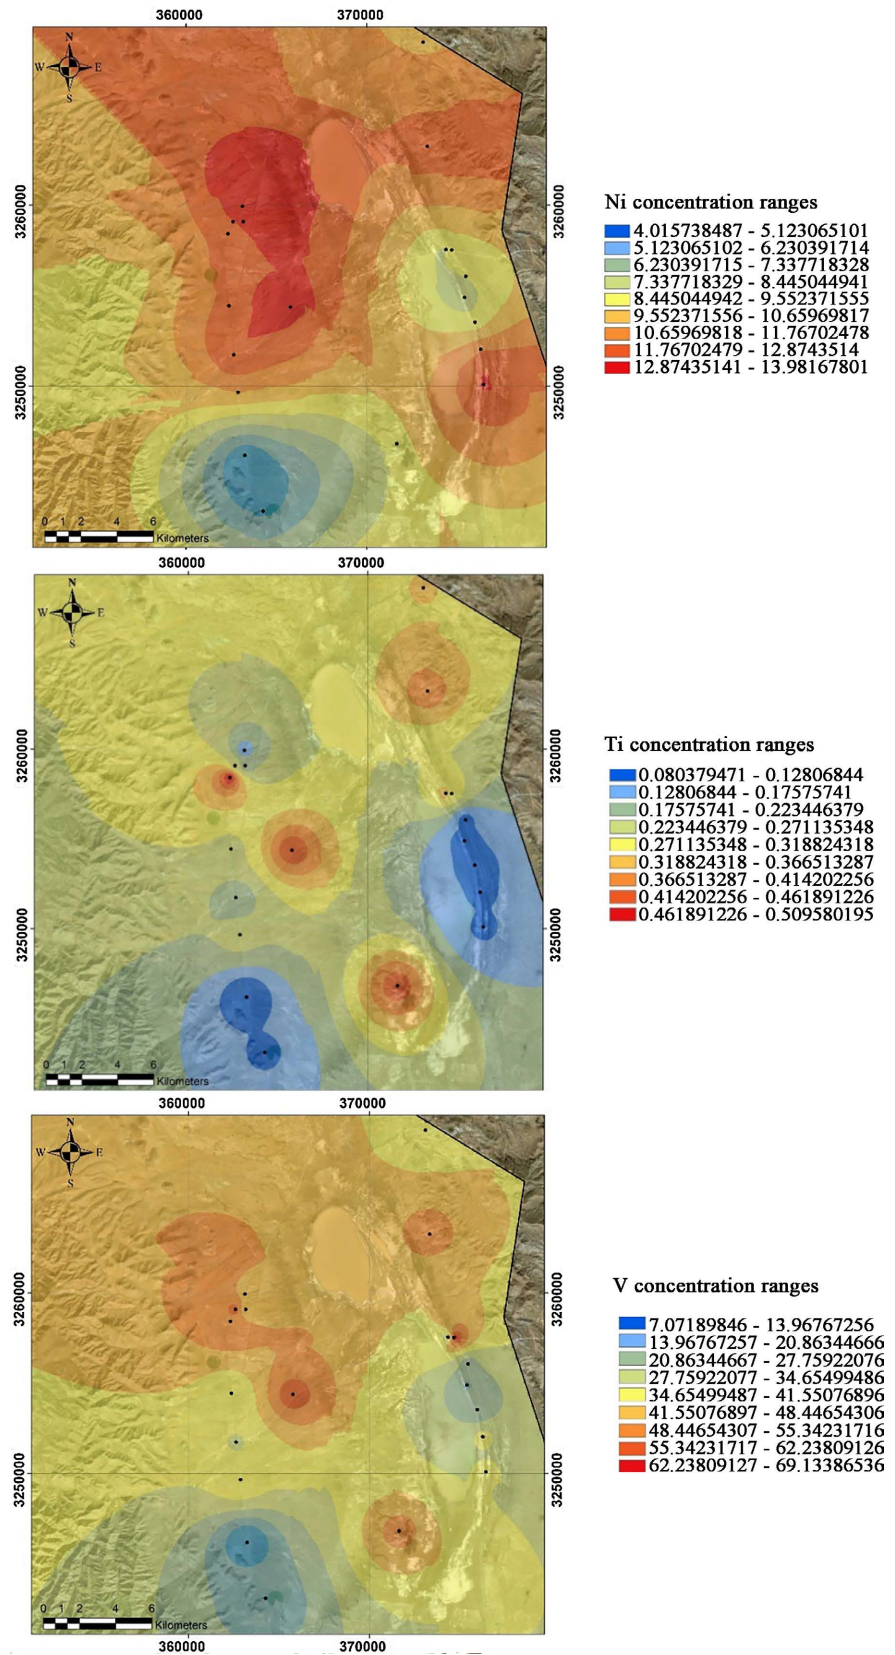 360000 370000
N
W E
S
3260000 3260000
3250000 3250000
0 1 2 4 6
Kilometers
Ni concentration ranges
4.015738487 - 5.123065101
5.123065102 - 6.230391714
6.230391715 - 7.337718328
7.337718329 - 8.445044941
8.445044942 - 9.552371555
9.552371556 - 10.65969817
10.65969818 - 11.76702478
11.76702479 - 12.8743514
12.87435141 - 13.98167801
360000 370000
N
W E
S
3260000 3260000
3250000 3250000
0 1 2 4 6
Kilometers
Ti concentration ranges
0.080379471 - 0.12806844
0.12806844 - 0.17575741
0.17575741 - 0.223446379
0.223446379 - 0.271135348
0.271135348 - 0.318824318
0.318824318 - 0.366513287
0.366513287 - 0.414202256
0.414202256 - 0.461891226
0.461891226 - 0.509580195
360000 370000
N
W E
S
3260000 3260000
3250000 3250000
0 1 2 4 6
Kilometers
360000 370000
V concentration ranges
7.07189846 - 13.96767256
13.96767257 - 20.86344666
20.86344667 - 27.75922076
27.75922077 - 34.65499486
34.65499487 - 41.55076896
41.55076897 - 48.44654306
48.44654307 - 55.34231716
55.34231717 - 62.23809126
62.23809127 - 69.13386536